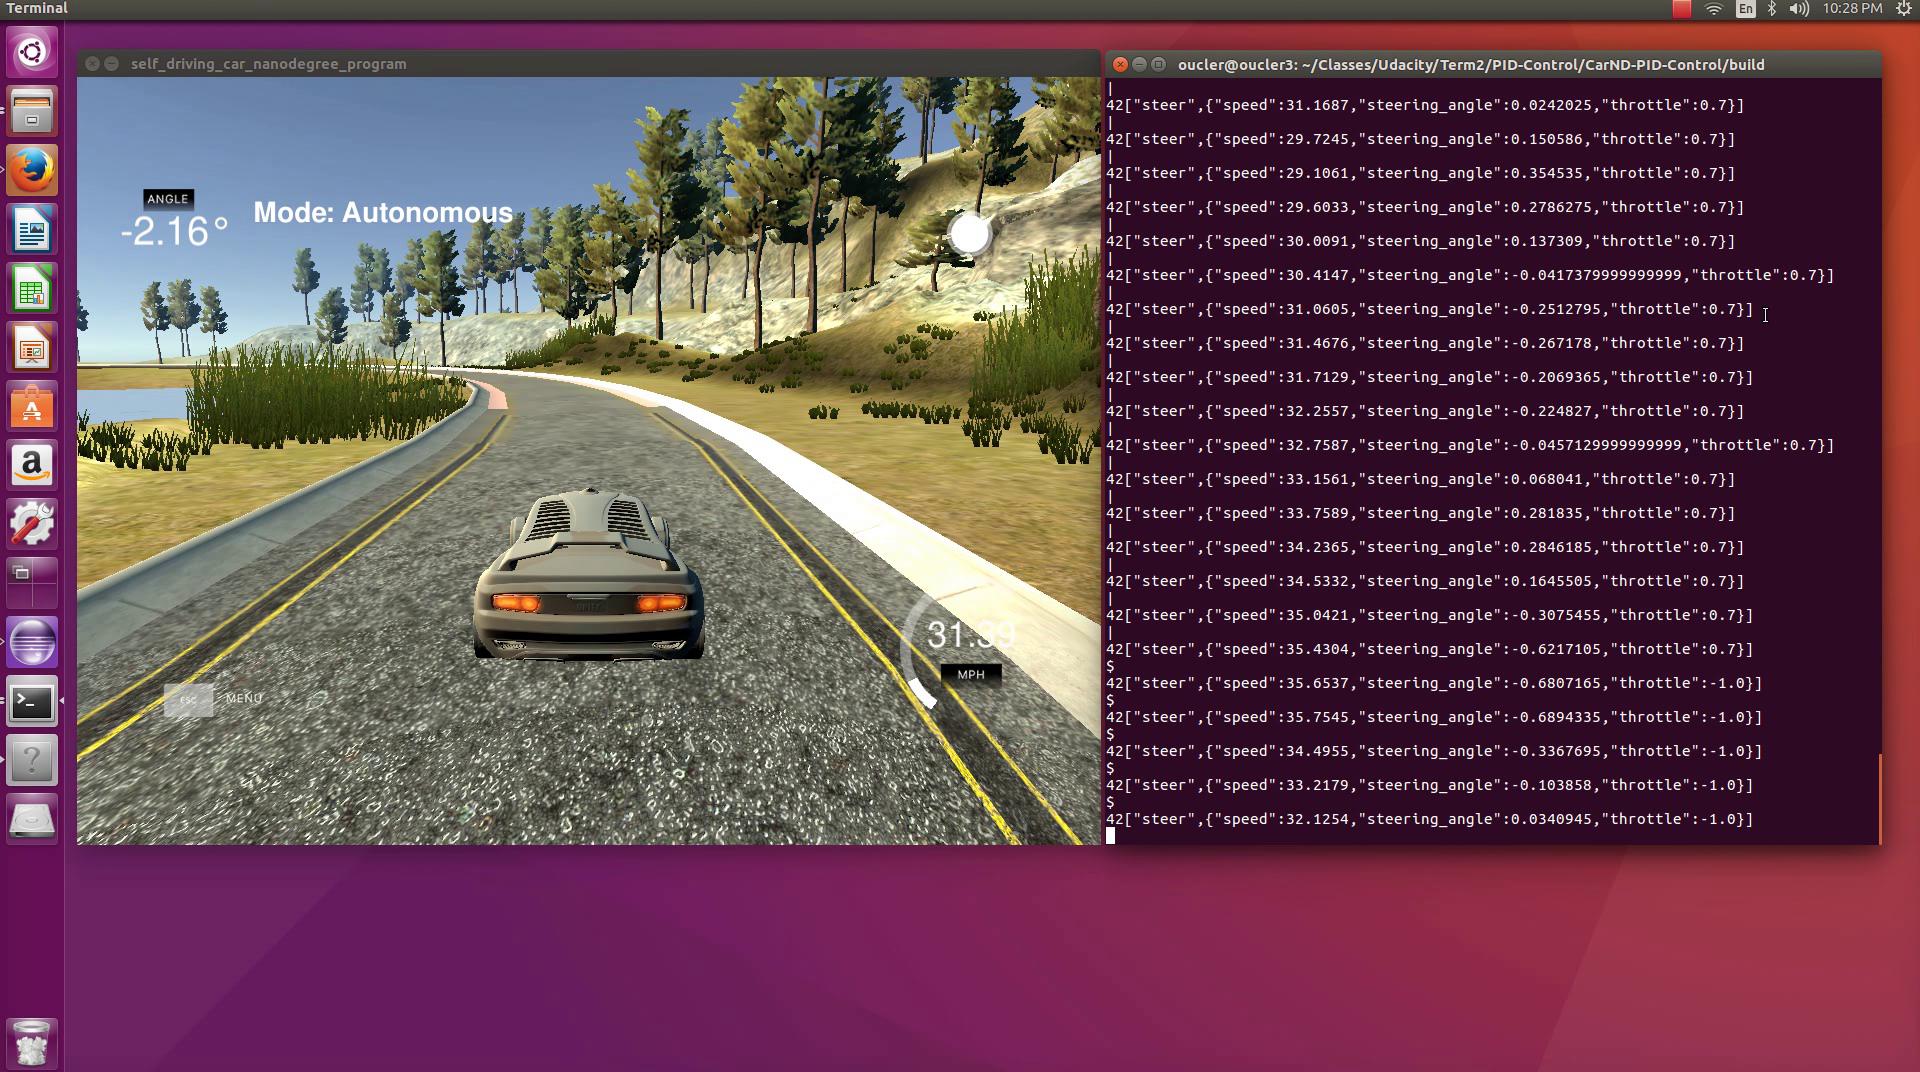 Terminal
En
10:28 PM
self_driving_car_nanodegree_program
ANGLE
-2.16°
Mode: Autonomous
31.39
MPH
ESC
MENU
oucler@oucler3: ~/Classes/Udacity/Term2/PID-Control/CarND-PID-Control/build
|
42["steer",{"speed":31.1687,"steering_angle":0.0242025,"throttle":0.7}]
|
42["steer",{"speed":29.7245,"steering_angle":0.150586,"throttle":0.7}]
|
42["steer",{"speed":29.1061,"steering_angle":0.354535,"throttle":0.7}]
|
42["steer",{"speed":29.6033,"steering_angle":0.2786275,"throttle":0.7}]
|
42["steer",{"speed":30.0091,"steering_angle":0.137309,"throttle":0.7}]
|
42["steer",{"speed":30.4147,"steering_angle":-0.0417379999999999,"throttle":0.7}]
|
42["steer",{"speed":31.0605,"steering_angle":-0.2512795,"throttle":0.7}]
|
42["steer",{"speed":31.4676,"steering_angle":-0.267178,"throttle":0.7}]
|
42["steer",{"speed":31.7129,"steering_angle":-0.2069365,"throttle":0.7}]
|
42["steer",{"speed":32.2557,"steering_angle":-0.224827,"throttle":0.7}]
|
42["steer",{"speed":32.7587,"steering_angle":-0.0457129999999999,"throttle":0.7}]
|
42["steer",{"speed":33.1561,"steering_angle":0.068041,"throttle":0.7}]
|
42["steer",{"speed":33.7589,"steering_angle":0.281835,"throttle":0.7}]
|
42["steer",{"speed":34.2365,"steering_angle":0.2846185,"throttle":0.7}]
|
42["steer",{"speed":34.5332,"steering_angle":0.1645505,"throttle":0.7}]
|
42["steer",{"speed":35.0421,"steering_angle":-0.3075455,"throttle":0.7}]
|
42["steer",{"speed":35.4304,"steering_angle":-0.6217105,"throttle":0.7}]
$
42["steer",{"speed":35.6537,"steering_angle":-0.6807165,"throttle":-1.0}]
$
42["steer",{"speed":35.7545,"steering_angle":-0.6894335,"throttle":-1.0}]
$
42["steer",{"speed":34.4955,"steering_angle":-0.3367695,"throttle":-1.0}]
$
42["steer",{"speed":33.2179,"steering_angle":-0.103858,"throttle":-1.0}]
$
42["steer",{"speed":32.1254,"steering_angle":0.0340945,"throttle":-1.0}]